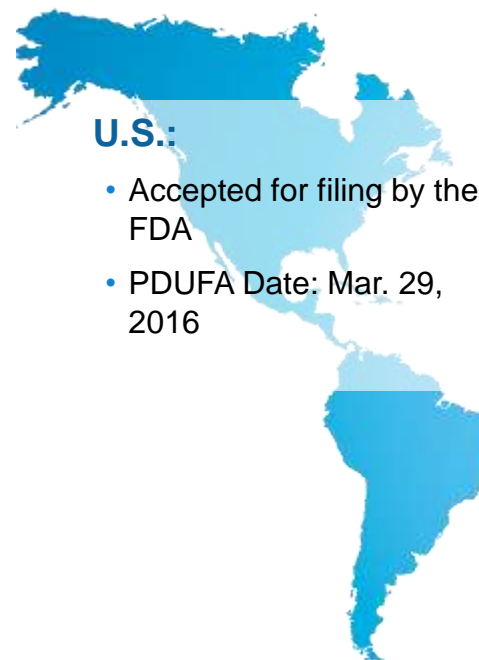 U.S.:
• Accepted for filing by the
FDA
• PDUFA Date: Mar. 29,
2016